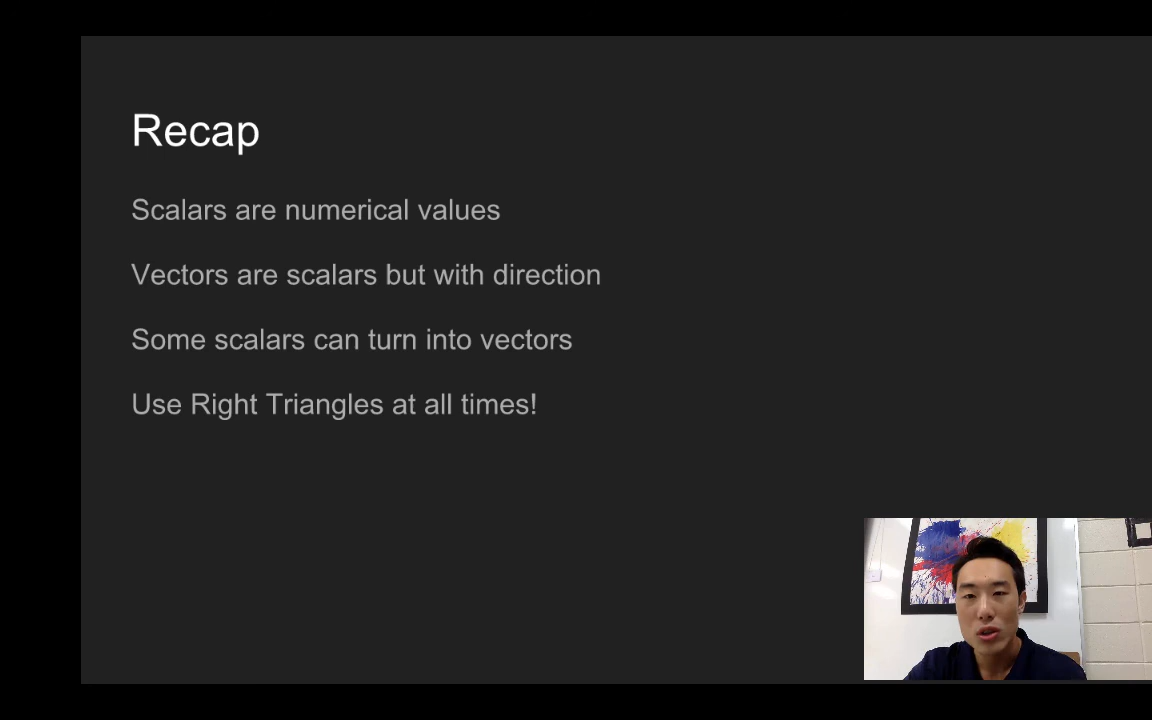 Recap
Scalars are numerical values
Vectors are scalars but with direction
Some scalars can turn into vectors
Use Right Triangles at all times!